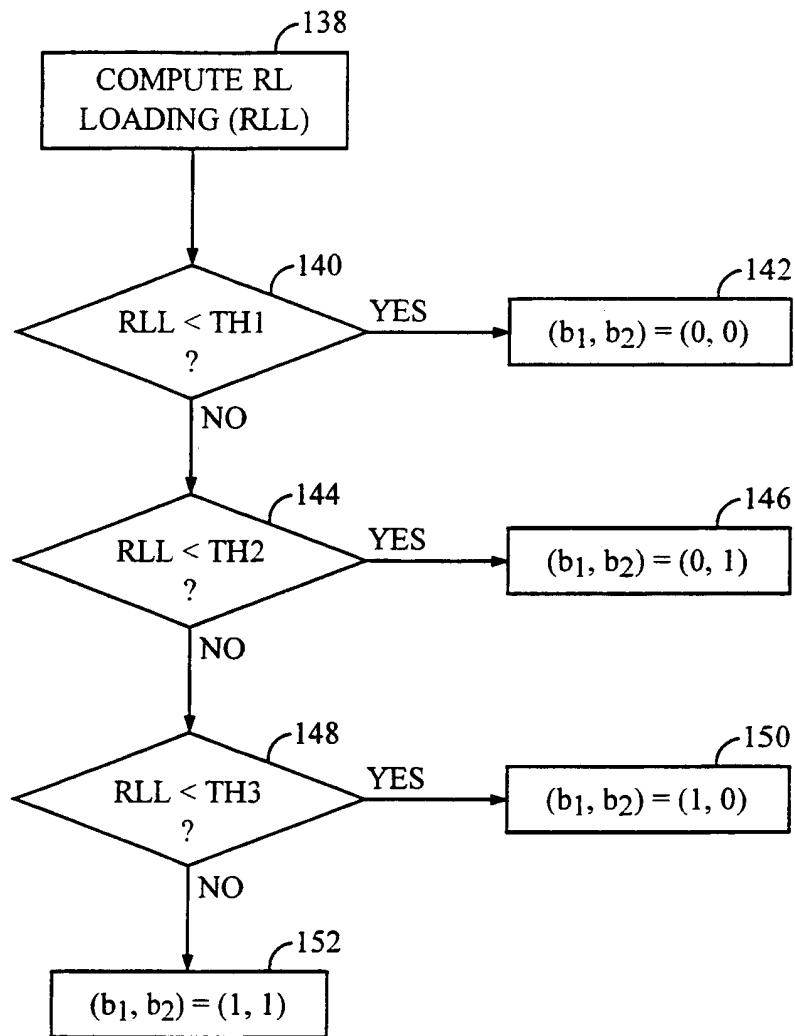 138
COMPUTE RL
LOADING (RLL)
140
RLL < TH1
?
YES
142
(b₁, b₂) = (0, 0)
NO
144
RLL < TH2
?
YES
146
(b₁, b₂) = (0, 1)
NO
148
RLL < TH3
?
YES
150
(b₁, b₂) = (1, 0)
NO
152
(b₁, b₂) = (1, 1)